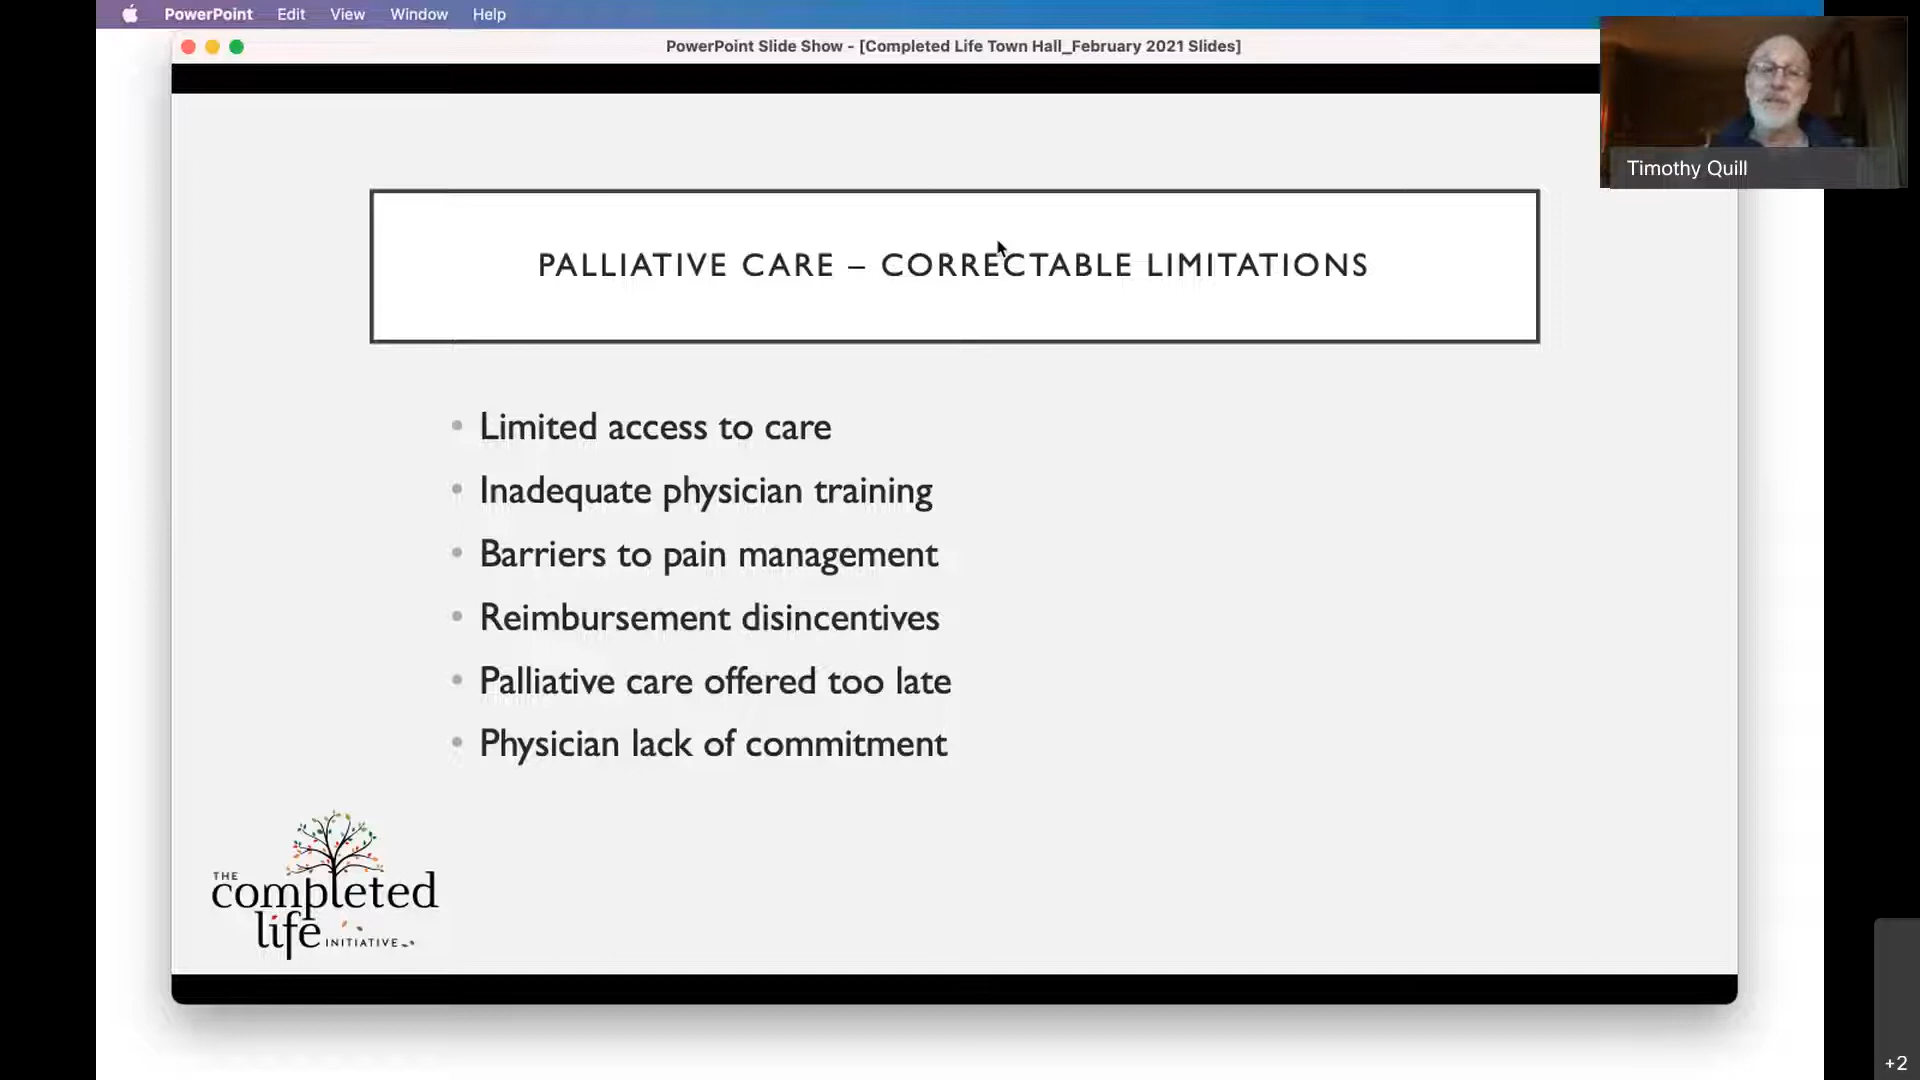 PowerPoint Edit View Window Help
PowerPoint Slide Show - [Completed Life Town Hall_February 2021 Slides]
Timothy Quill
PALLIATIVE CARE – CORRECTABLE LIMITATIONS
• Limited access to care
• Inadequate physician training
• Barriers to pain management
• Reimbursement disincentives
• Palliative care offered too late
• Physician lack of commitment
THE
completed
life INITIATIVE
+2